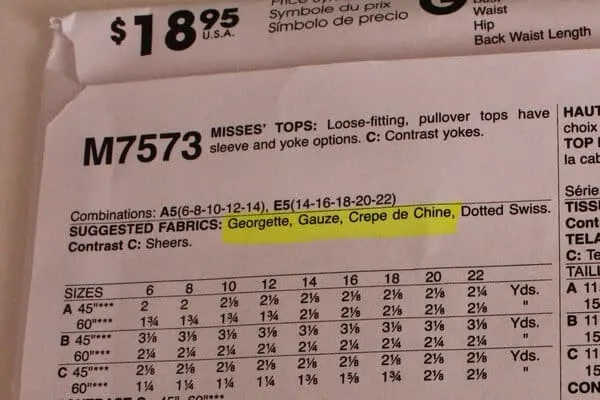 Symbole du prix
Símbolo de precio
$18.95
U.S.A.
Waist
Hip
Back Waist Length
M7573
MISSES' TOPS: Loose-fitting, pullover tops have
sleeve and yoke options. C: Contrast yokes.
Combinations: A5(6-8-10-12-14), E5(14-16-18-20-22)
SUGGESTED FABRICS: Georgette, Gauze, Crepe de Chine, Dotted Swiss.
Contrast C: Sheers.
SIZES 6 8 10 12 14 16 18 20 22
A 45"*** 2 2 2⅛ 2⅛ 2⅛ 2⅛ 2⅛ 2⅛ 2¼ Yds.
60"*** 1¾ 1¾ 1¾ 1¾ 2⅛ 2⅛ 2⅛ 2⅛ 2⅛ "
B 45"*** 3⅛ 3⅛ 3⅛ 3⅛ 3⅛ 3⅛ 3⅛ 3⅛ 3⅛ Yds.
60"*** 2¼ 2¼ 2¼ 2¼ 2¼ 2¼ 2¼ 2¼ 2¼ "
C 45"*** 2⅛ 2⅛ 2⅛ 2⅛ 2⅛ 2⅛ 2⅛ 2⅛ 2⅛ Yds.
60"*** 1¼ 1¼ 1¼ 1¼ 1⅜ 1⅝ 1¾ 2⅛ 2⅛ "
HAUT
choix
TOP
la cab
Série
TISS
Cont
TELA
C: Te
TAILL
A 11
15
B 11
15
C 11
15
CON